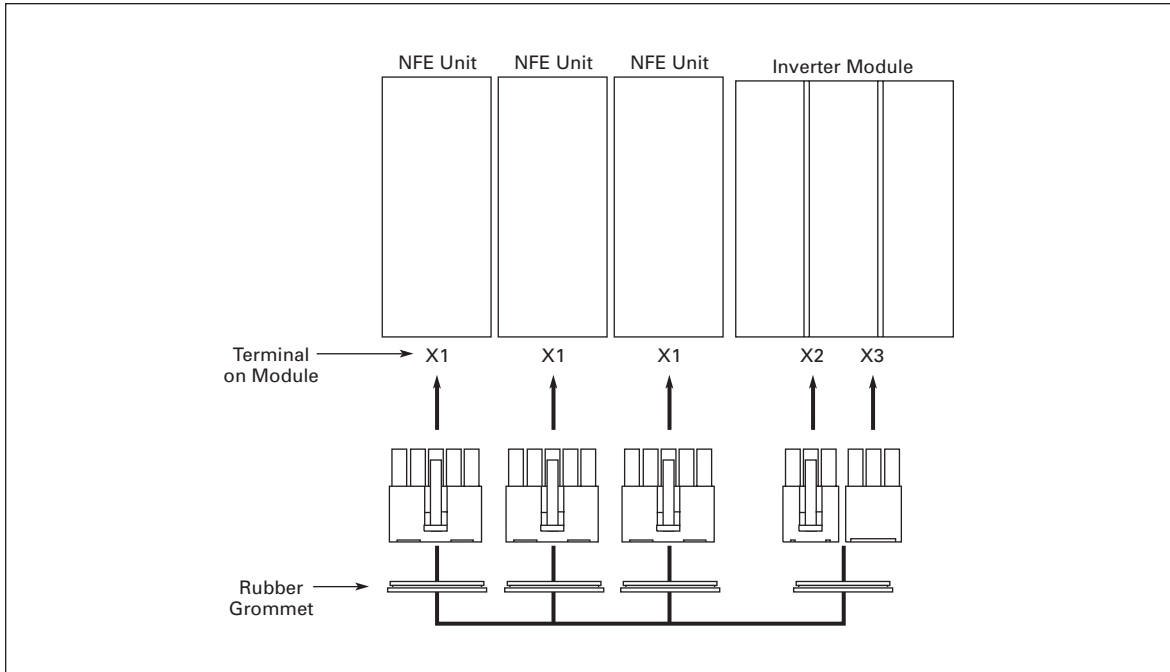 NFE Unit
NFE Unit
NFE Unit
Inverter Module
Terminal
on Module
X1
X1
X1
X2
X3
Rubber
Grommet